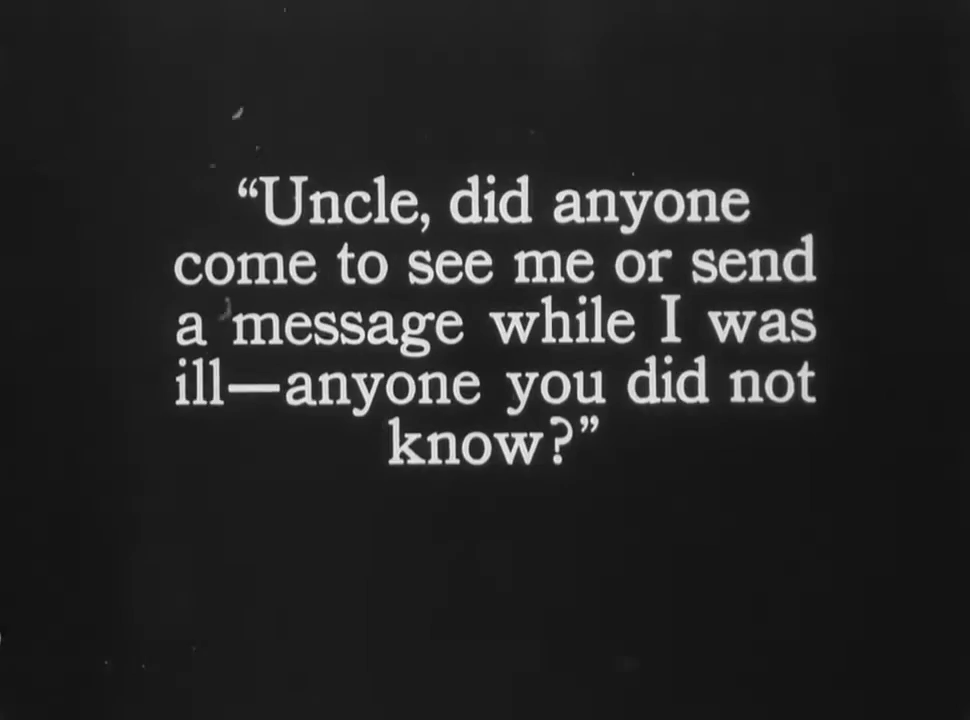 “Uncle, did anyone
come to see me or send
a message while I was
ill—anyone you did not
know?”